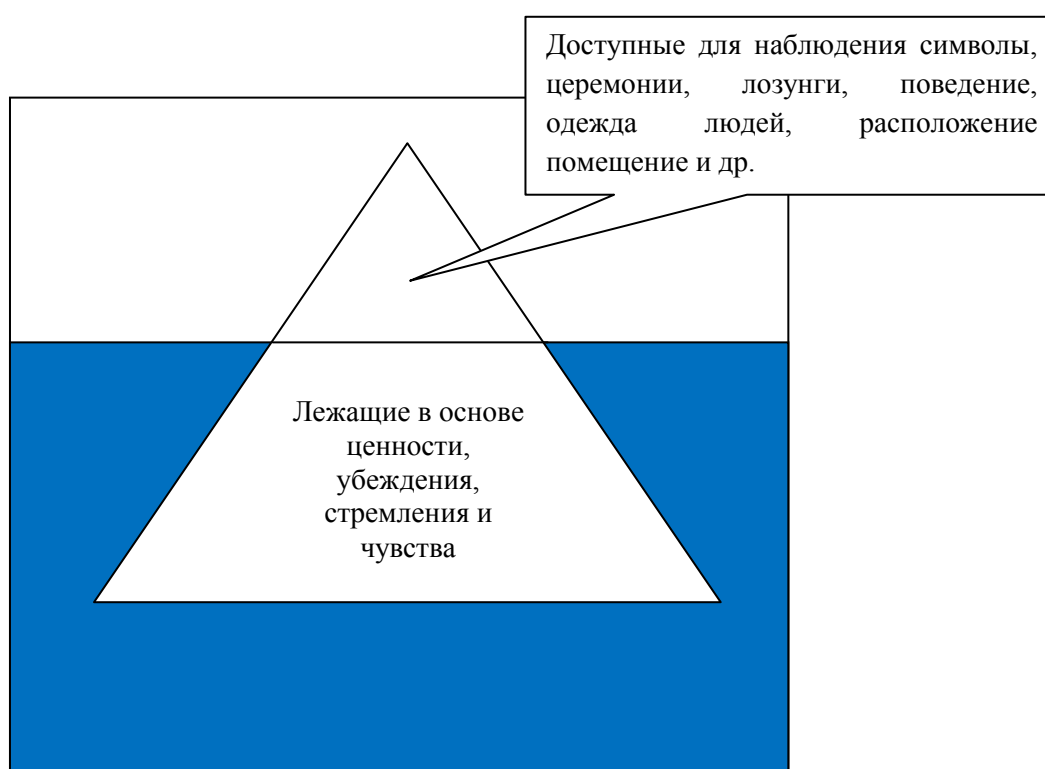 Доступные для наблюдения символы,
церемонии, лозунги, поведение,
одежда людей, расположение
помещение и др.
Лежащие в основе
ценности,
убеждения,
стремления и
чувства